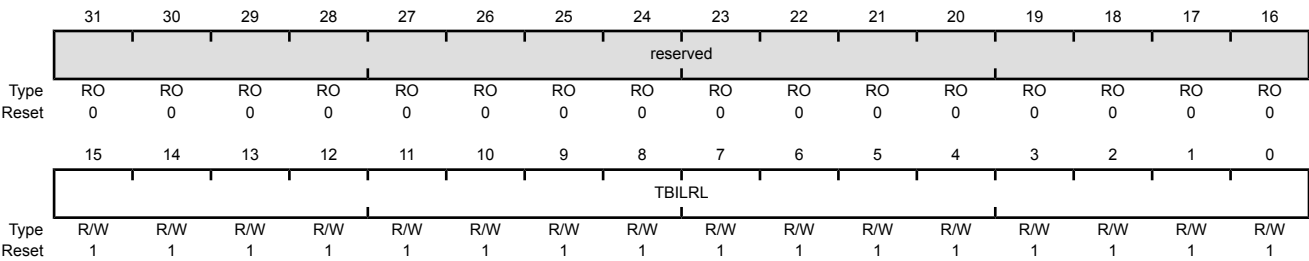 31 30 29 28 27 26 25 24 23 22 21 20 19 18 17 16
reserved
Type RO RO RO RO RO RO RO RO RO RO RO RO RO RO RO RO
Reset 0 0 0 0 0 0 0 0 0 0 0 0 0 0 0 0
15 14 13 12 11 10 9 8 7 6 5 4 3 2 1 0
TBILRL
Type R/W R/W R/W R/W R/W R/W R/W R/W R/W R/W R/W R/W R/W R/W R/W R/W
Reset 1 1 1 1 1 1 1 1 1 1 1 1 1 1 1 1